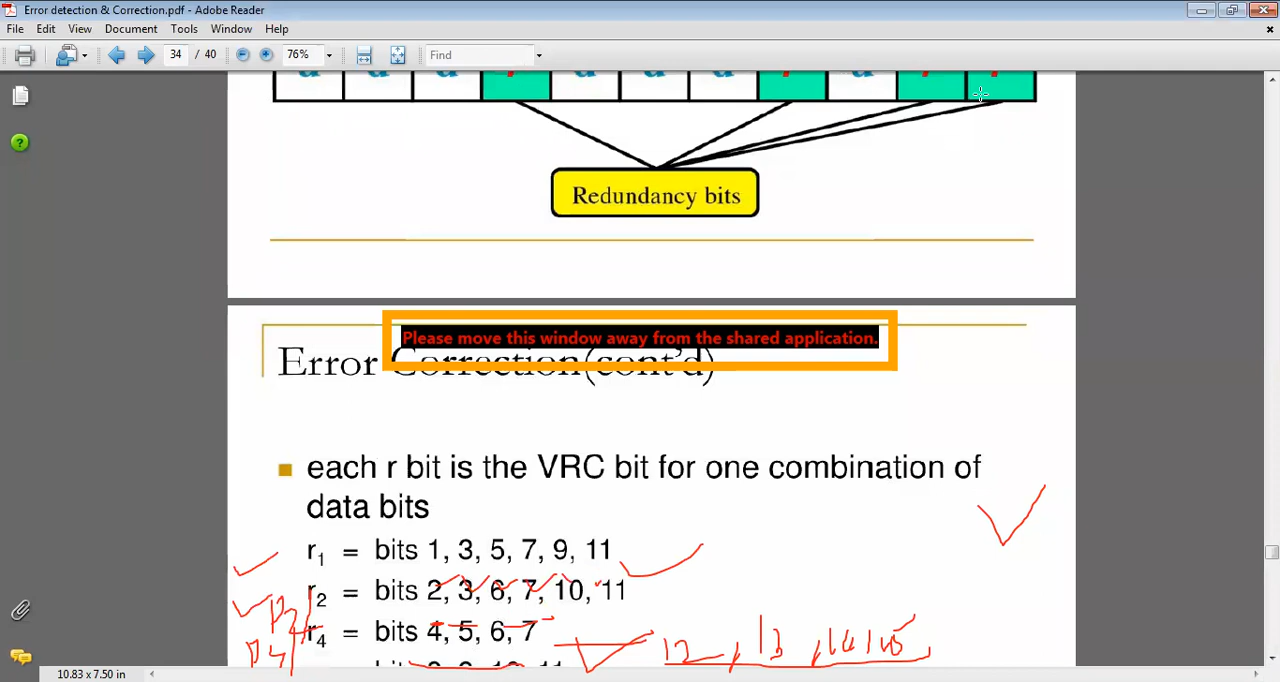 Error detection & Correction.pdf - Adobe Reader
File Edit View Document Tools Window Help
34 / 40 76% Find
d d d r d d d r d r r
Redundancy bits
Please move this window away from the shared application.
Error Correction(cont'd)
each r bit is the VRC bit for one combination of
data bits
r1 = bits 1, 3, 5, 7, 9, 11
r2 = bits 2, 3, 6, 7, 10, 11
P2
r4 = bits 4, 5, 6, 7
P4
12, 13, 14, 15
10.83 x 7.50 in